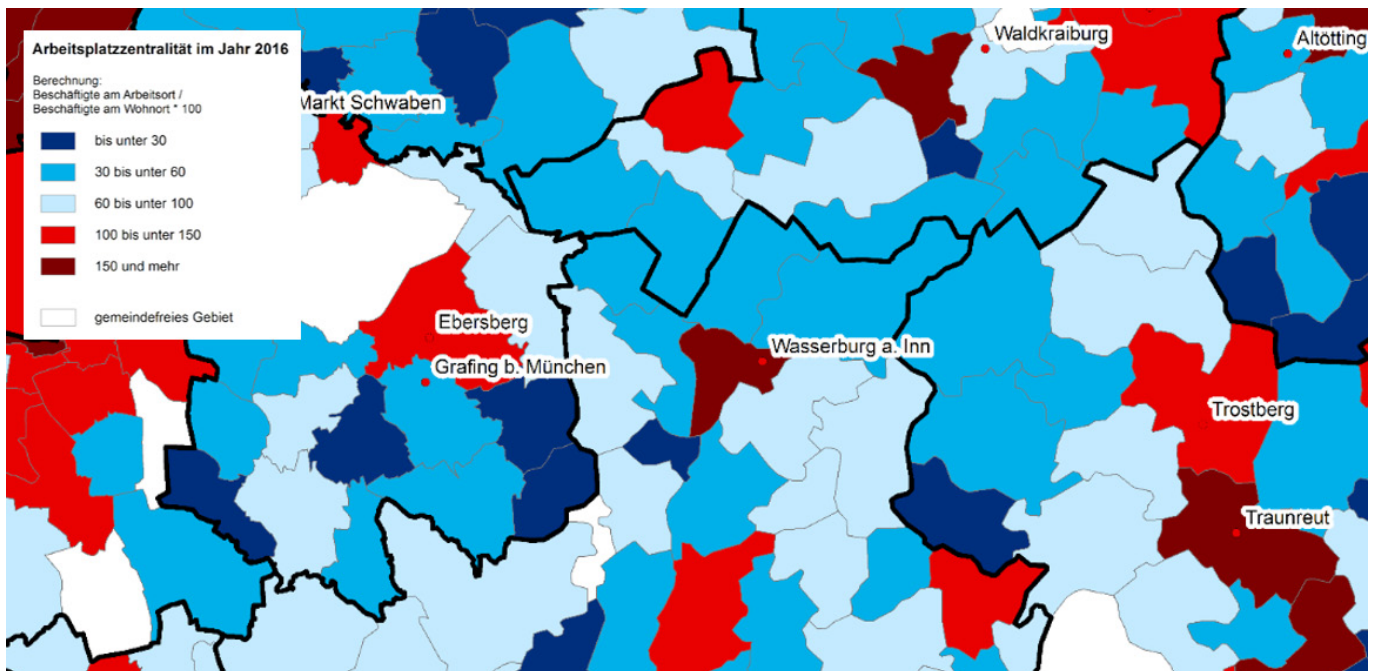 Arbeitsplatzzentralität im Jahr 2016
Berechnung:
Beschäftigte am Arbeitsort /
Beschäftigte am Wohnort * 100
bis unter 30
30 bis unter 60
60 bis unter 100
100 bis unter 150
150 und mehr
gemeindefreies Gebiet
Waldkraiburg
Altötting
Markt Schwaben
Ebersberg
Wasserburg a. Inn
Grafing b. München
Trostberg
Traunreut